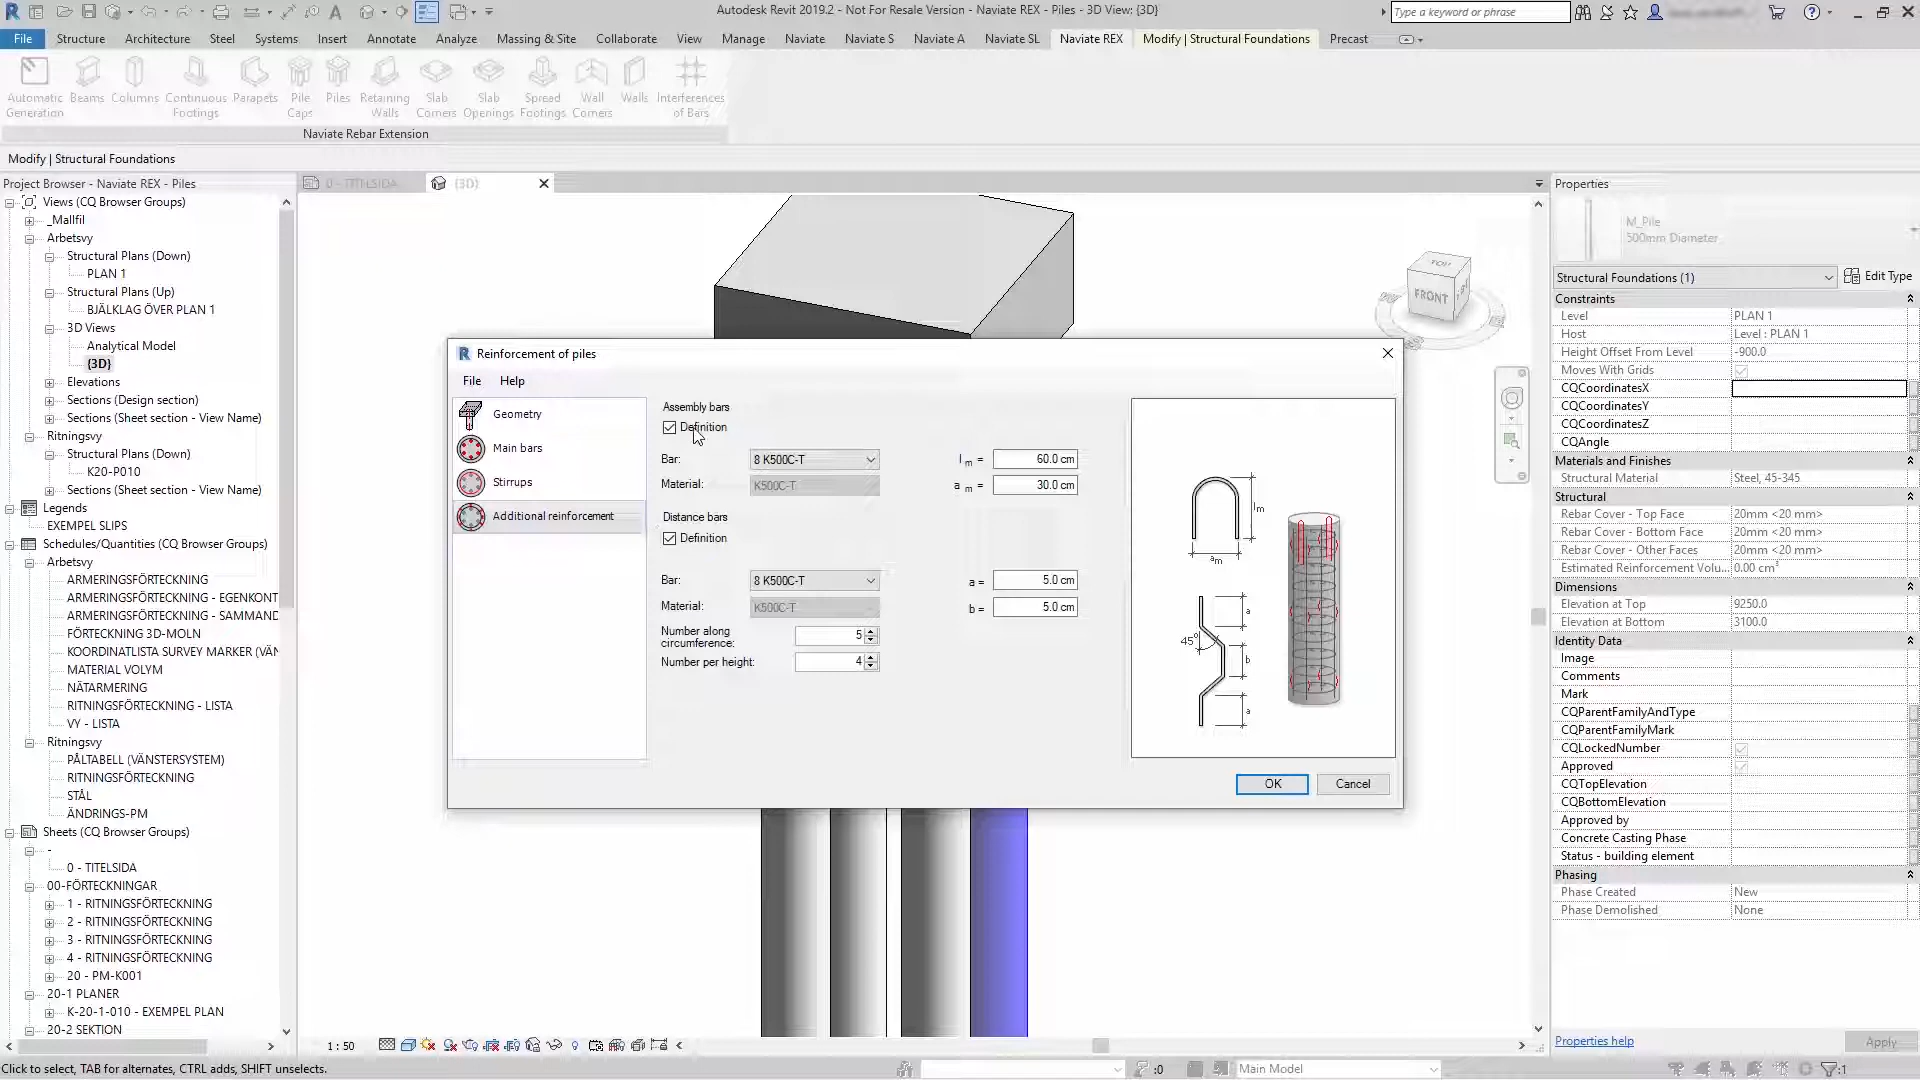 Autodesk Revit 2019.2 - Not For Resale Version - Naviate REX - Piles - 3D View: {3D}
Type a keyword or phrase
File Structure Architecture Steel Systems Insert Annotate Analyze Massing & Site Collaborate View Manage Naviate Naviate S Naviate A Naviate SL Naviate REX Modify | Structural Foundations Precast
Automatic Generation
Beams
Columns
Continuous Footings
Parapets
Pile Caps
Piles
Retaining Walls
Slab Corners
Slab Openings
Spread Footings
Wall Corners
Walls
Interferences of Bars
Naviate Rebar Extension
Modify | Structural Foundations
Project Browser - Naviate REX - Piles
Views (CQ Browser Groups)
_Mallfil
Arbetsvy
Structural Plans (Down)
PLAN 1
Structural Plans (Up)
BJÄLKLAG ÖVER PLAN 1
3D Views
Analytical Model
{3D}
Elevations
Sections (Design section)
Sections (Sheet section - View Name)
Ritningsvy
Structural Plans (Down)
K20-P010
Sections (Sheet section - View Name)
Legends
EXEMPEL SLIPS
Schedules/Quantities (CQ Browser Groups)
Arbetsvy
ARMERINGSFÖRTECKNING
ARMERINGSFÖRTECKNING - EGENKONT
ARMERINGSFÖRTECKNING - SAMMAND
FÖRTECKNING 3D-MOLN
KOORDINATLISTA SURVEY MARKER (VÄN
MATERIAL VOLYM
NÄTARMERING
RITNINGSFÖRTECKNING - LISTA
VY - LISTA
Ritningsvy
PÅLTABELL (VÄNSTERSYSTEM)
RITNINGSFÖRTECKNING
STÅL
ÄNDRINGS-PM
Sheets (CQ Browser Groups)
-
0 - TITELSIDA
00-FÖRTECKNINGAR
1 - RITNINGSFÖRTECKNING
2 - RITNINGSFÖRTECKNING
3 - RITNINGSFÖRTECKNING
4 - RITNINGSFÖRTECKNING
20 - PM-K001
20-1 PLANER
K-20-1-010 - EXEMPEL PLAN
20-2 SEKTION
0 - TITELSIDA
{3D}
TOP
FRONT
Reinforcement of piles
File Help
Geometry
Main bars
Stirrups
Additional reinforcement
Assembly bars
Definition
Bar: 8 K500C-T l m = 60.0 cm
Material: K500C-T a m = 30.0 cm
Distance bars
Definition
Bar: 8 K500C-T a = 5.0 cm
Material: K500C-T b = 5.0 cm
Number along circumference: 5
Number per height: 4
lm
am
a
45°
b
a
OK Cancel
Properties
M_Pile
500mm Diameter
Structural Foundations (1) Edit Type
Constraints
Level PLAN 1
Host Level : PLAN 1
Height Offset From Level -900.0
Moves With Grids
CQCoordinatesX
CQCoordinatesY
CQCoordinatesZ
CQAngle
Materials and Finishes
Structural Material Steel, 45-345
Structural
Rebar Cover - Top Face 20mm <20 mm>
Rebar Cover - Bottom Face 20mm <20 mm>
Rebar Cover - Other Faces 20mm <20 mm>
Estimated Reinforcement Volu... 0.00 cm³
Dimensions
Elevation at Top 9250.0
Elevation at Bottom 3100.0
Identity Data
Image
Comments
Mark
CQParentFamilyAndType
CQParentFamilyMark
CQLockedNumber
Approved
CQTopElevation
CQBottomElevation
Approved by
Concrete Casting Phase
Status - building element
Phasing
Phase Created New
Phase Demolished None
Properties help Apply
1 : 50
Click to select, TAB for alternates, CTRL adds, SHIFT unselects.
:0
Main Model
:1